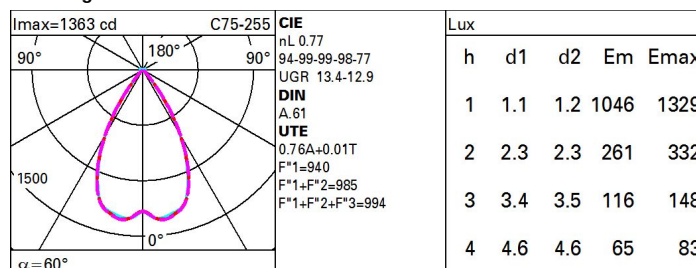 Imax=1363 cd C75-255
90° 180° 90°
1500
0°
α=60°
CIE
nL 0.77
94-99-99-98-77
UGR 13.4-12.9
DIN
A.61
UTE
0.76A+0.01T
F"1=940
F"1+F"2=985
F"1+F"2+F"3=994
Lux
h d1 d2 Em Emax
1 1.1 1.2 1046 1329
2 2.3 2.3 261 332
3 3.4 3.5 116 148
4 4.6 4.6 65 83